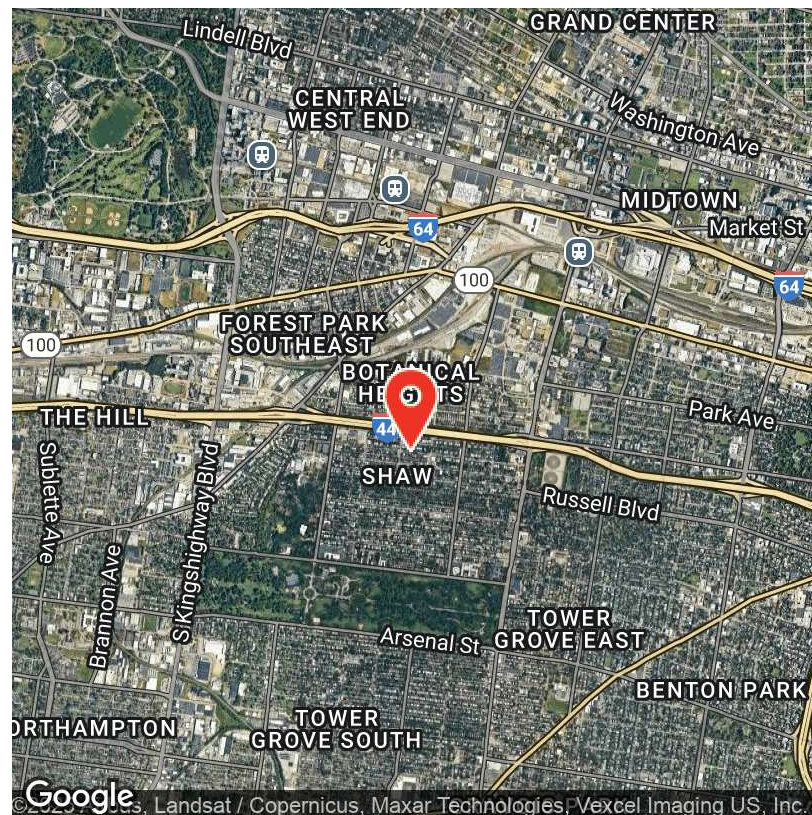 GRAND CENTER
Lindell Blvd
CENTRAL
WEST END
Washington Ave
MIDTOWN
64
Market St
100
64
FOREST PARK
SOUTHEAST
100
BOTANICAL
THE HILL
44
Park Ave
SHAW
Sublette Ave
S Kingshighway Blvd
Russell Blvd
Brannon Ave
TOWER
GROVE EAST
Arsenal St
BENTON PARK
ORTHAMPTON
TOWER
GROVE SOUTH
Google
Landsat / Copernicus, Maxar Technologies, Vexcel Imaging US, Inc.